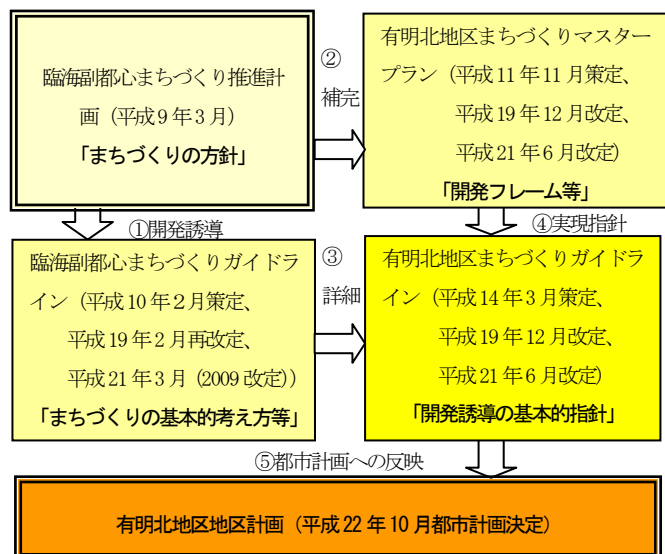 臨海副都心まちづくり推進計
画（平成9年3月）
「まちづくりの方針」
②
補完
有明北地区まちづくりマスター
プラン（平成11年11月策定、
平成19年12月改定、
平成21年6月改定）
「開発フレーム等」
①開発誘導
④実現指針
臨海副都心まちづくりガイドラ
イン（平成10年2月策定、
平成19年2月再改定、
平成21年3月（2009改定））
「まちづくりの基本的考え方等」
③
詳細
有明北地区まちづくりガイドラ
イン（平成14年3月策定、
平成19年12月改定、
平成21年6月改定）
「開発誘導の基本的指針」
⑤都市計画への反映
有明北地区地区計画（平成22年10月都市計画決定）